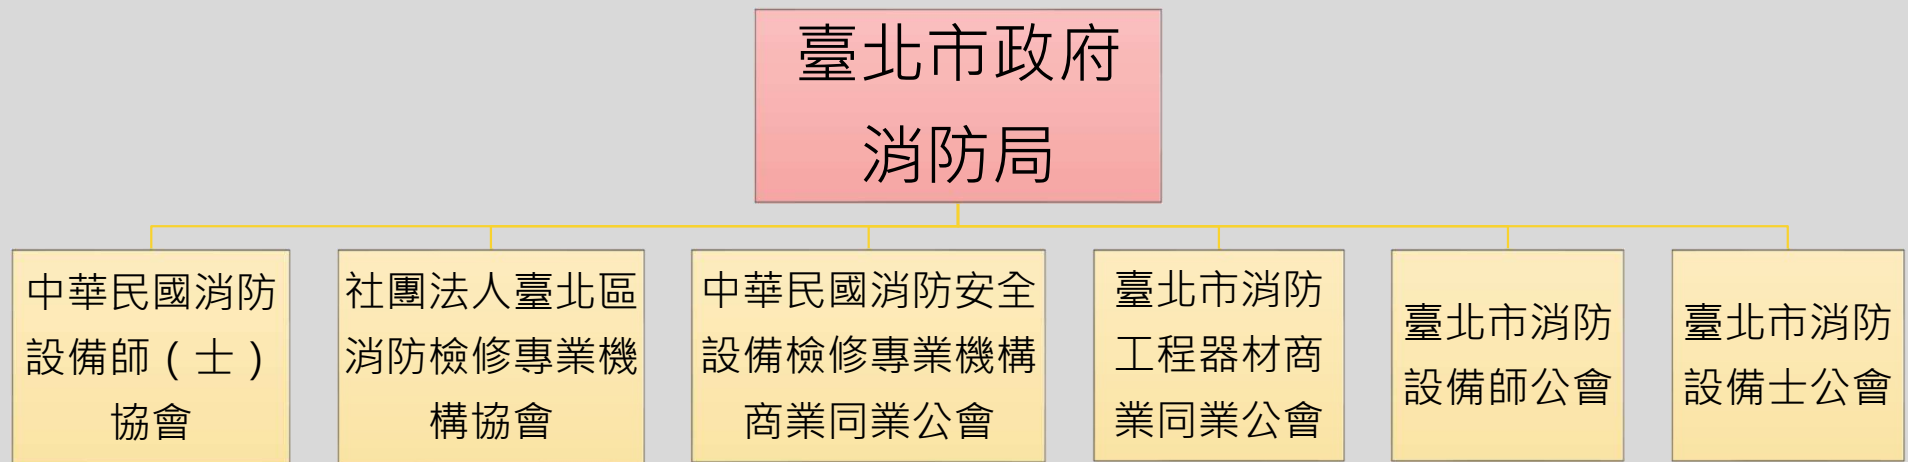 臺北市政府
消防局
中華民國消防
設備師（士）
協會
社團法人臺北區
消防檢修專業機
構協會
中華民國消防安全
設備檢修專業機構
商業同業公會
臺北市消防
工程器材商
業同業公會
臺北市消防
設備師公會
臺北市消防
設備士公會